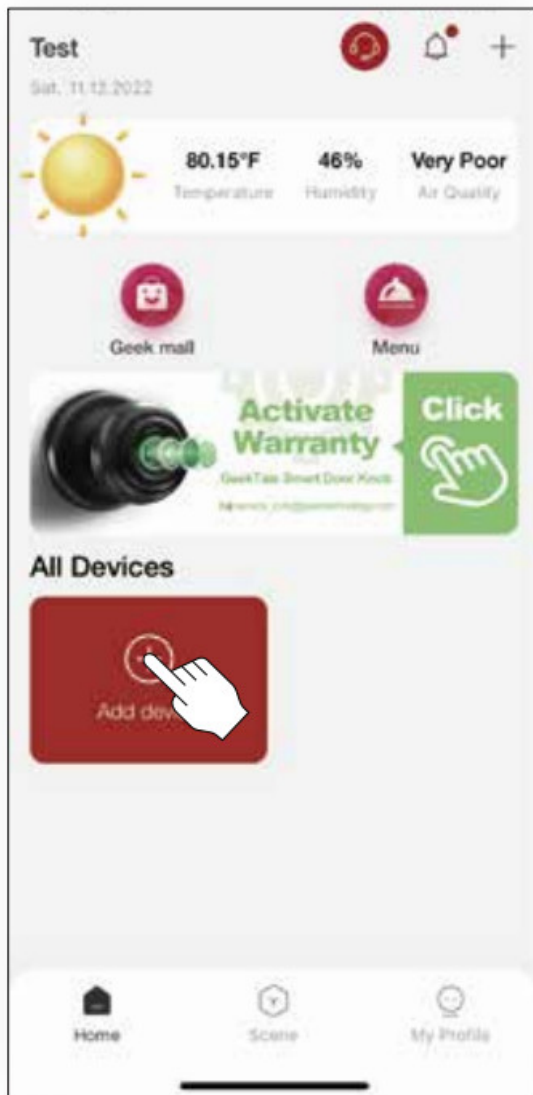 Test
Sat, 11.12.2022
80.15°F 46% Very Poor
Temperature Humidity Air Quality
Geek mall Menu
Activate
Warranty
GeekTale Smart Door Knob
Click
All Devices
Add
Home Scene My Profile